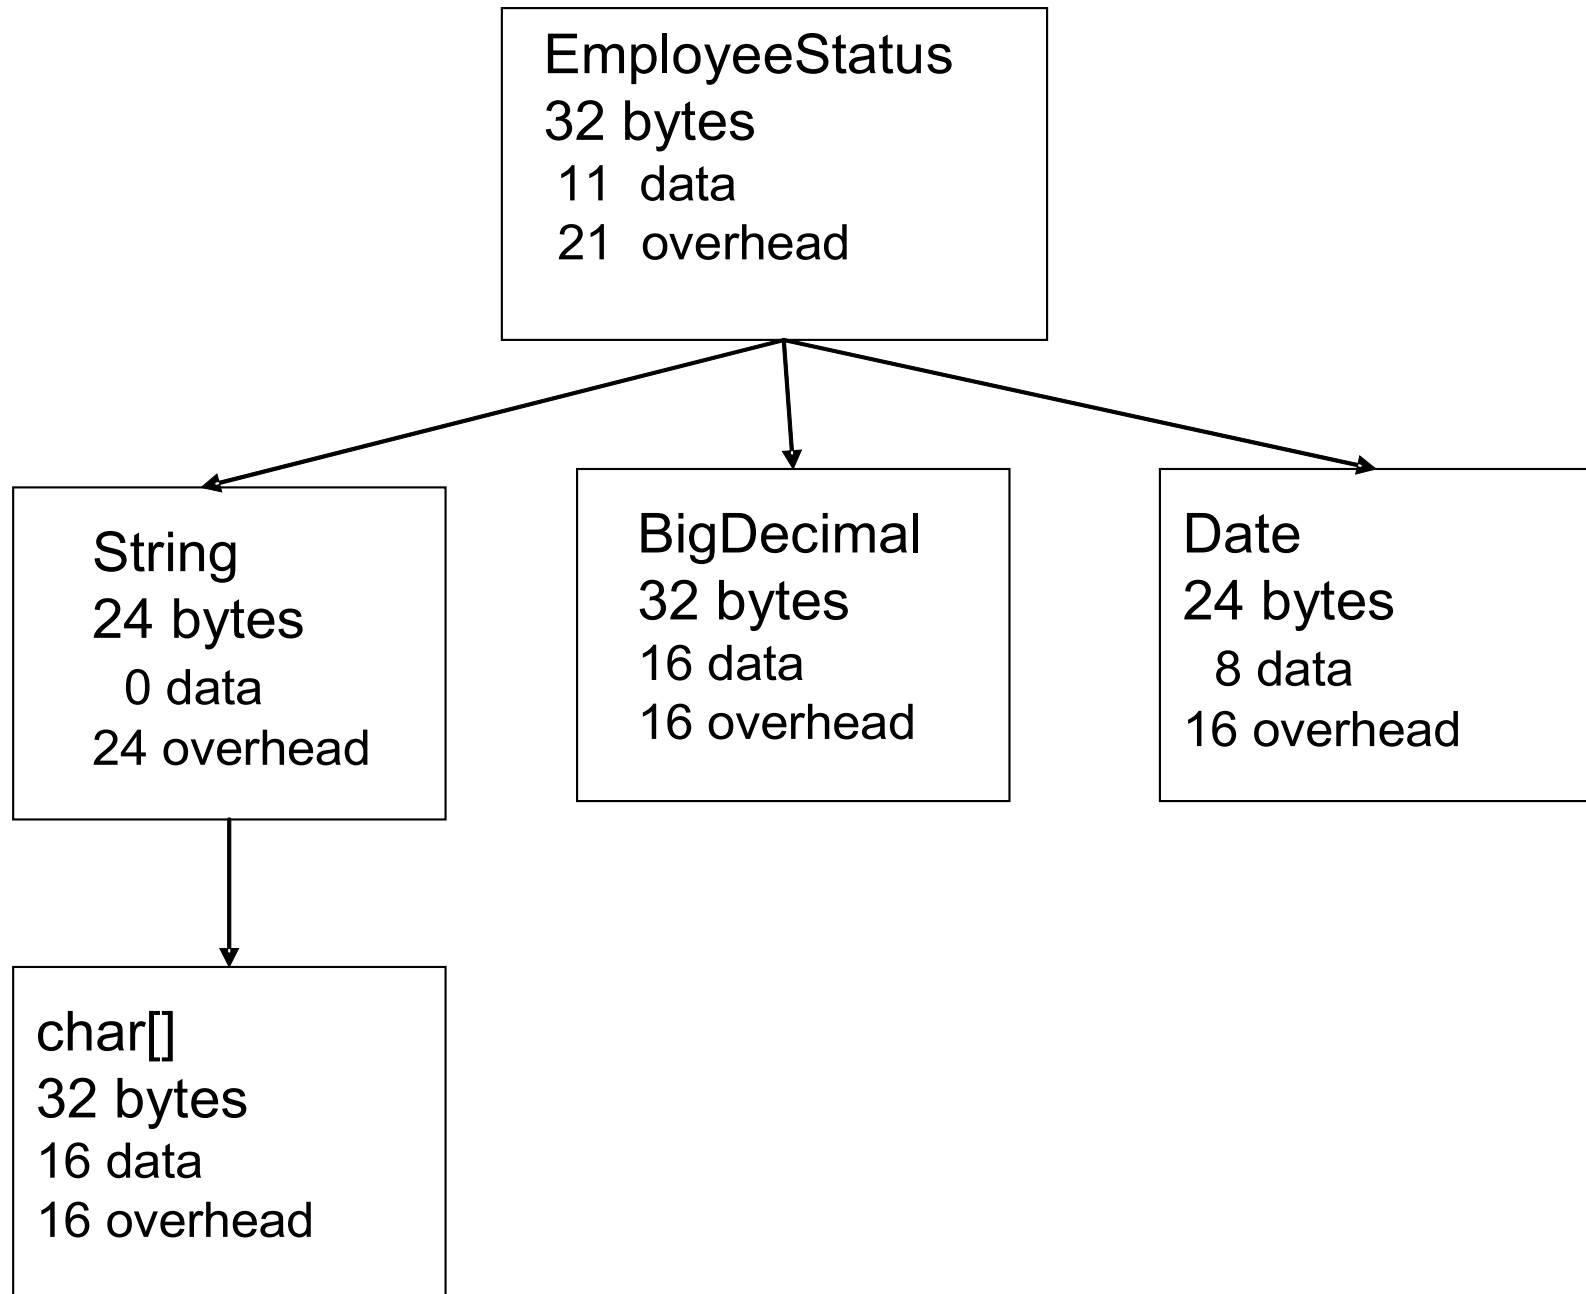 EmployeeStatus
32 bytes
11 data
21 overhead
String
24 bytes
0 data
24 overhead
BigDecimal
32 bytes
16 data
16 overhead
Date
24 bytes
8 data
16 overhead
char[]
32 bytes
16 data
16 overhead